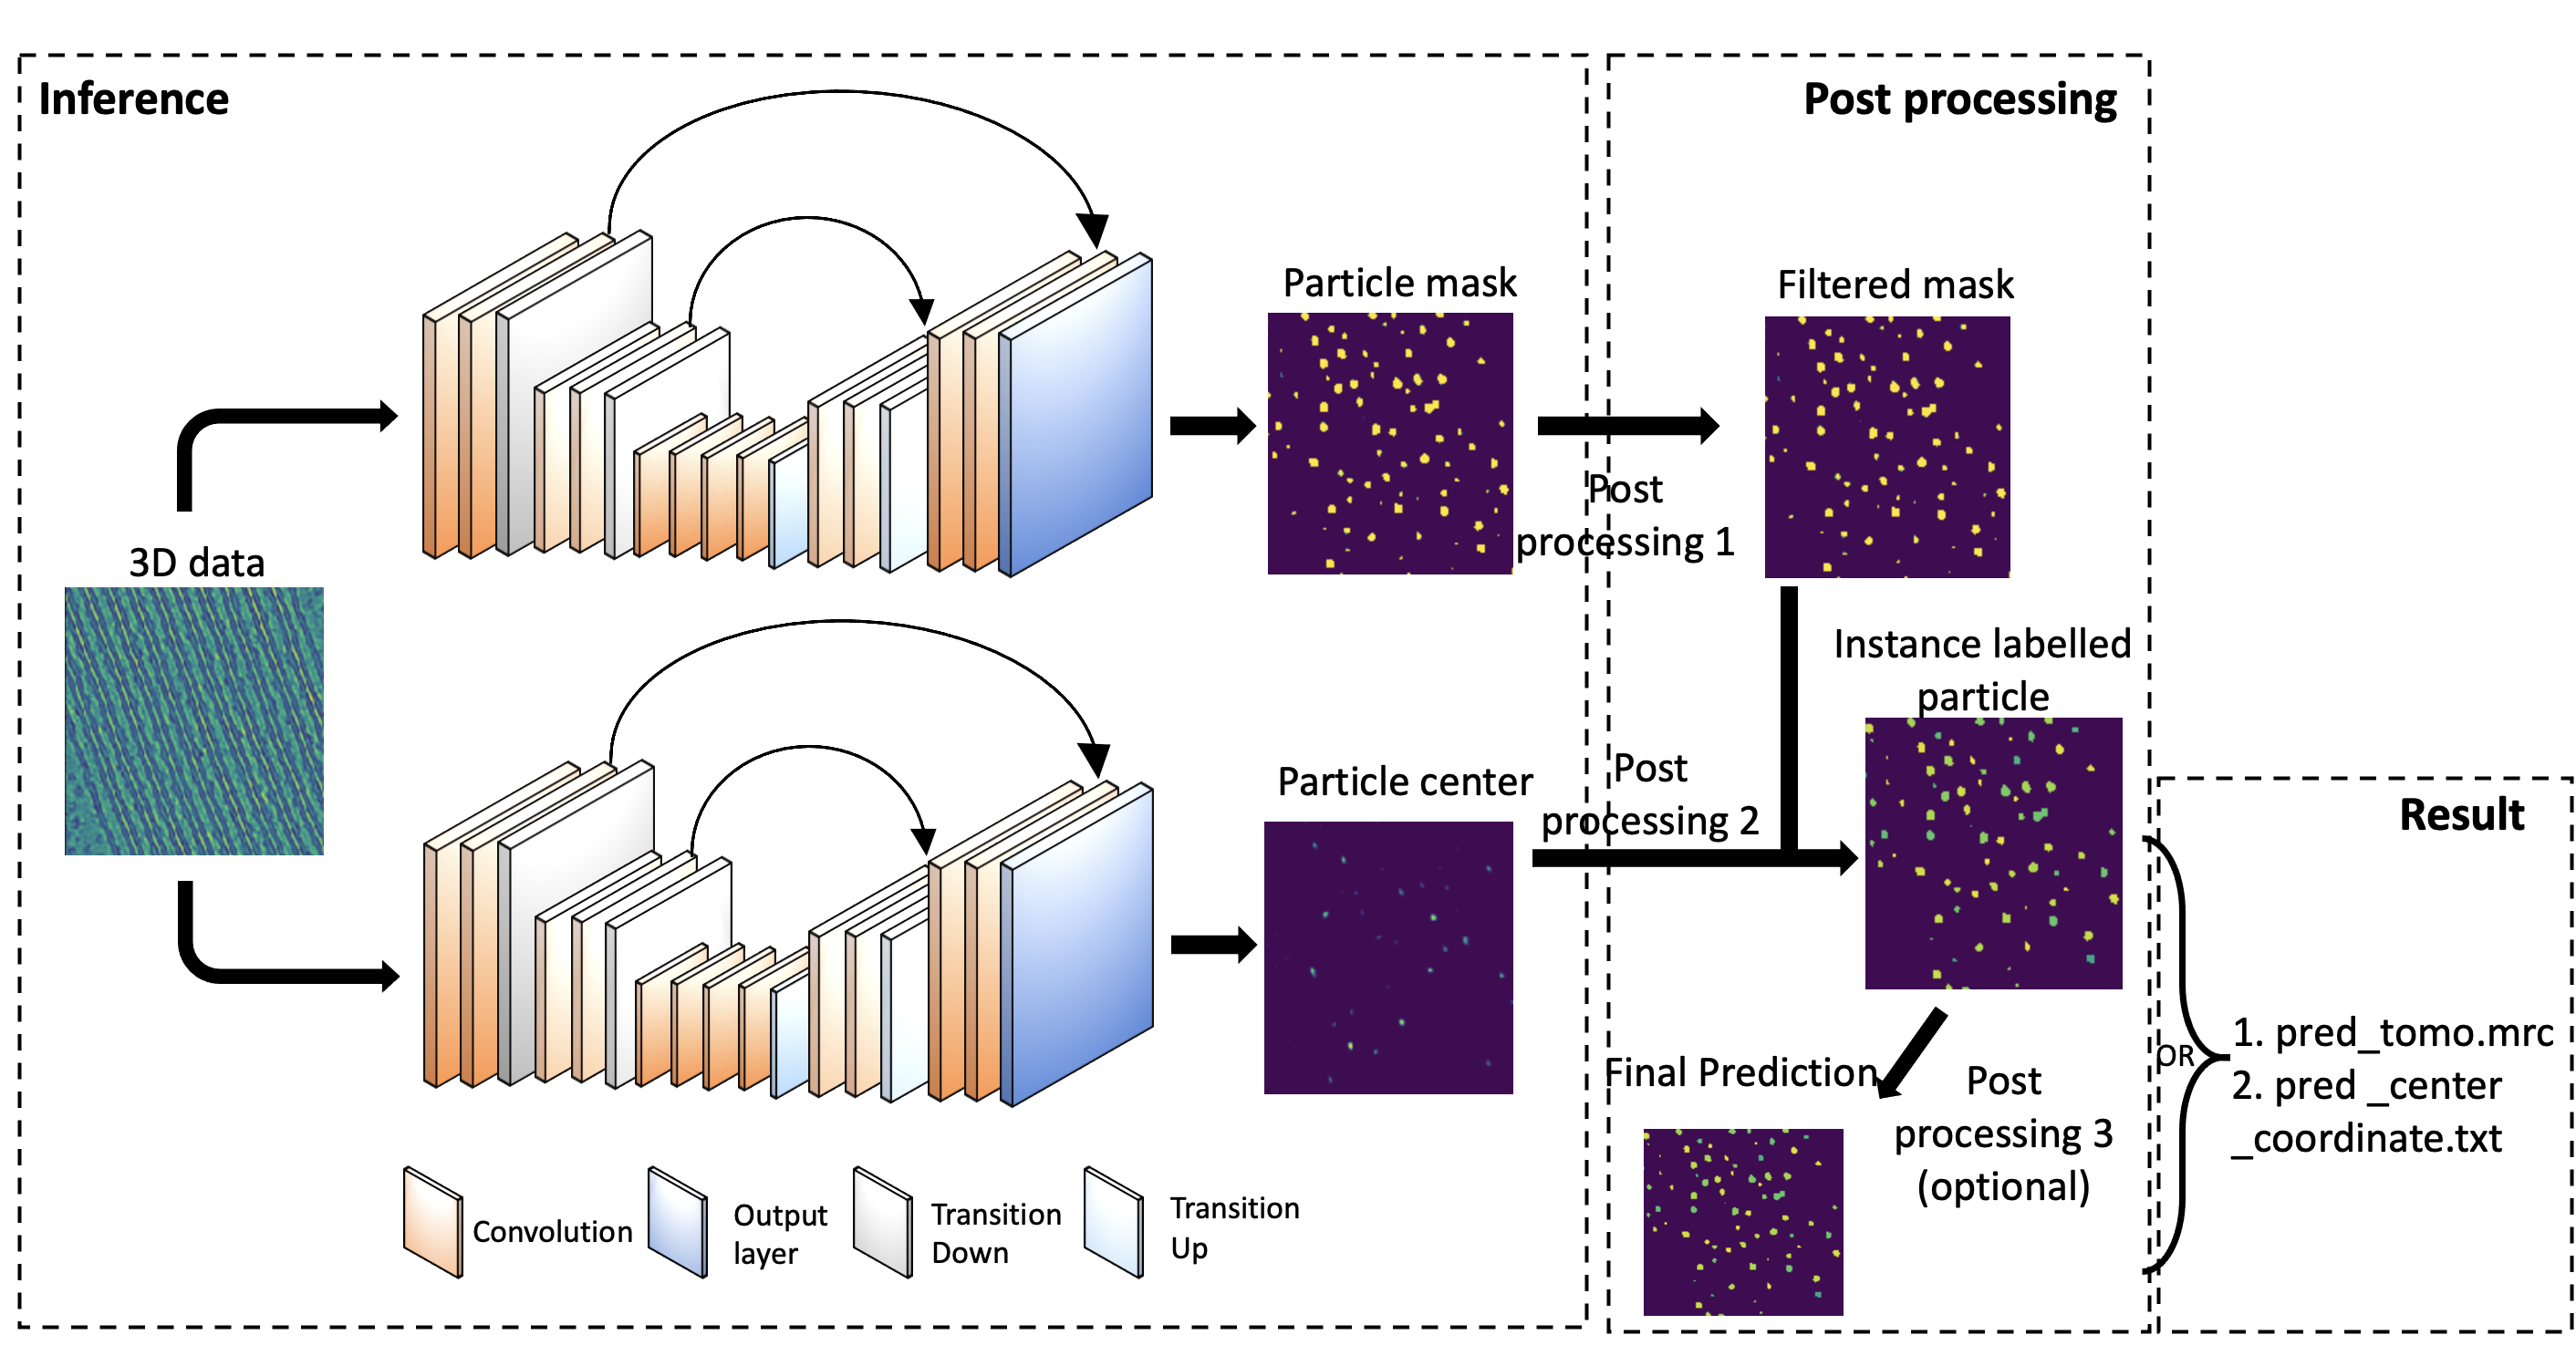 Inference
Post processing
Particle mask
Filtered mask
Post
processing 1
3D data
Instance labelled
particle
Particle center
Post
processing 2
Result
Final Prediction
Post
processing 3
(optional)
OR
1. pred_tomo.mrc
2. pred _center
_coordinate.txt
Convolution
Output
layer
Transition
Down
Transition
Up